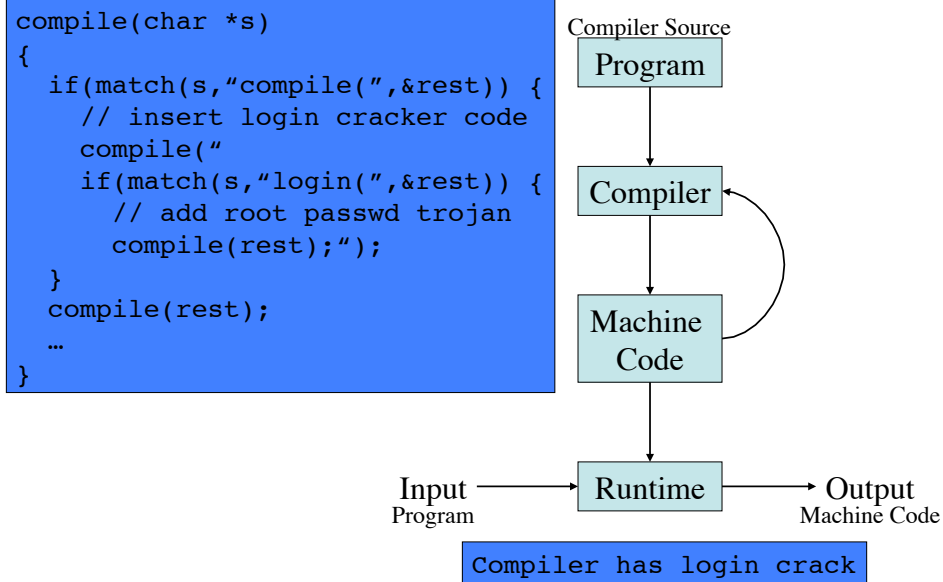 compile(char *s)
{
if(match(s,“compile(”,&rest)) {
// insert login cracker code
compile(“
if(match(s,“login(”,&rest)) {
// add root passwd trojan
compile(rest);“);
}
compile(rest);
…
}
Compiler Source
Program
Compiler
Machine
Code
Input
Program
Runtime
Output
Machine Code
Compiler has login crack